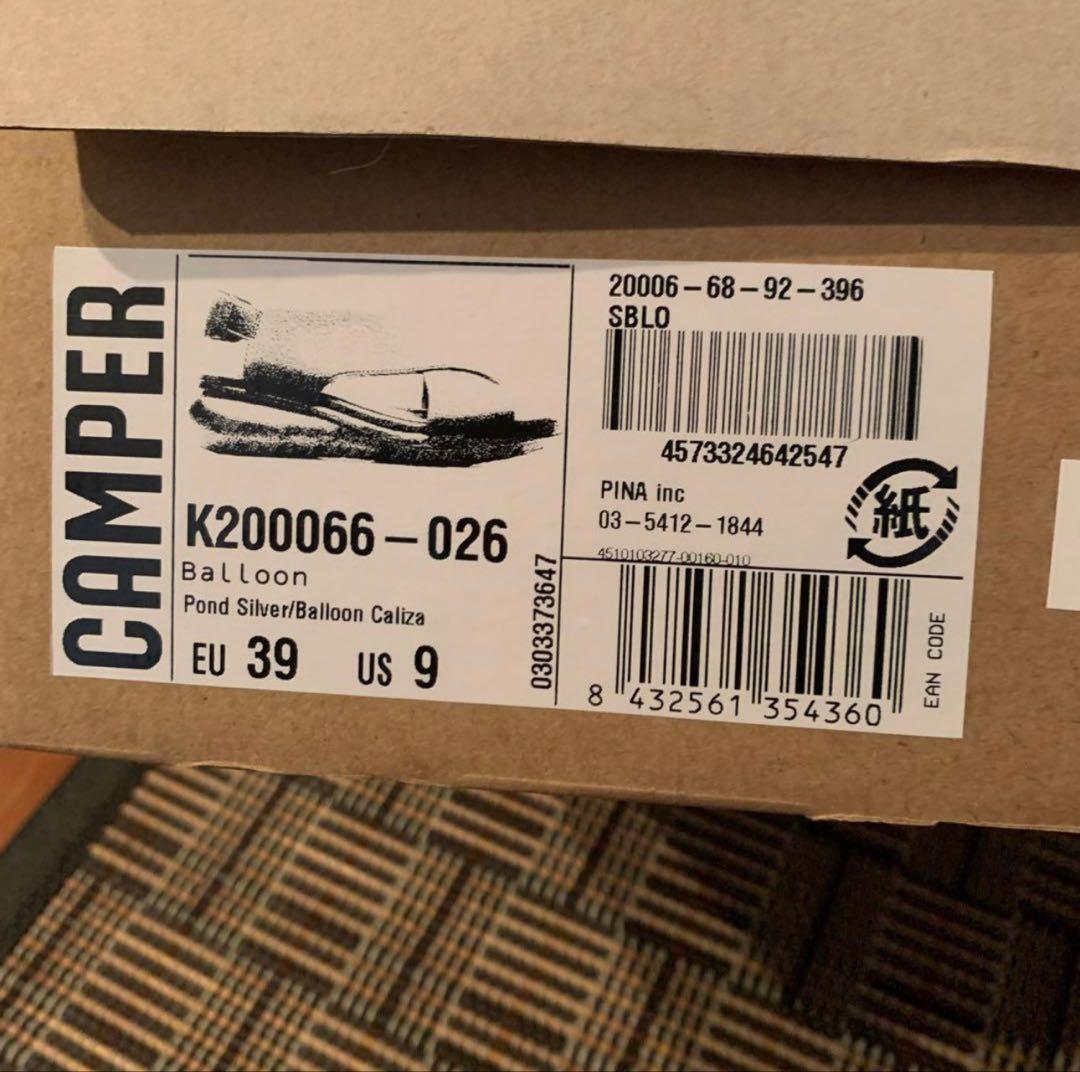 CAMPER
K200066-026
Balloon
Pond Silver/Balloon Caliza
EU 39 US 9
0303373647
20006-68-92-396
SBLO
4573324642547
PINA inc
03-5412-1844
紙
4510103277-00160-010
8 432561 354360
EAN CODE